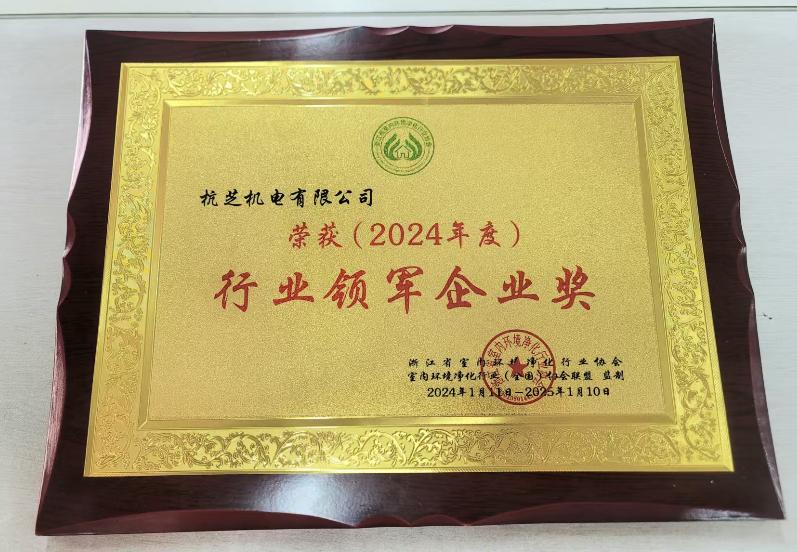 杭芝机电有限公司
荣获（2024年度）
行业领军企业奖
浙江省室内环境净化行业协会
室内环境净化行业（全国）协会联盟 监制
2024年1月11日－2025年1月10日